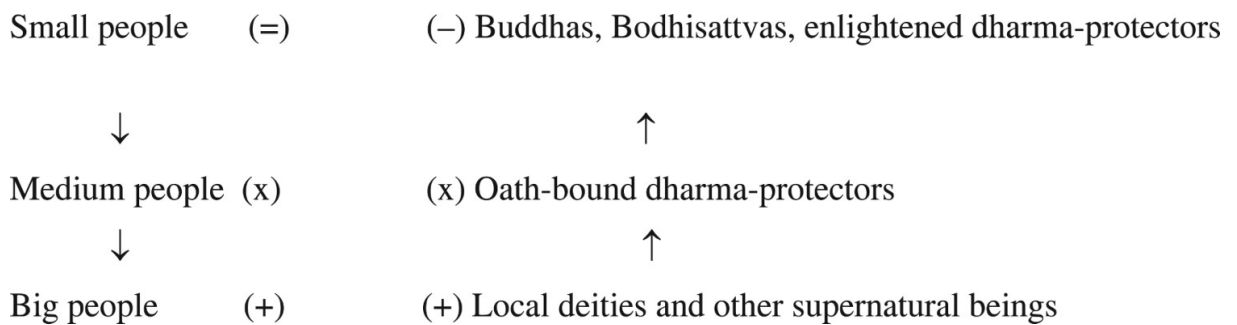 Small people (=) (–) Buddhas, Bodhisattvas, enlightened dharma-protectors
↓ ↑
Medium people (x) (x) Oath-bound dharma-protectors
↓ ↑
Big people (+) (+) Local deities and other supernatural beings